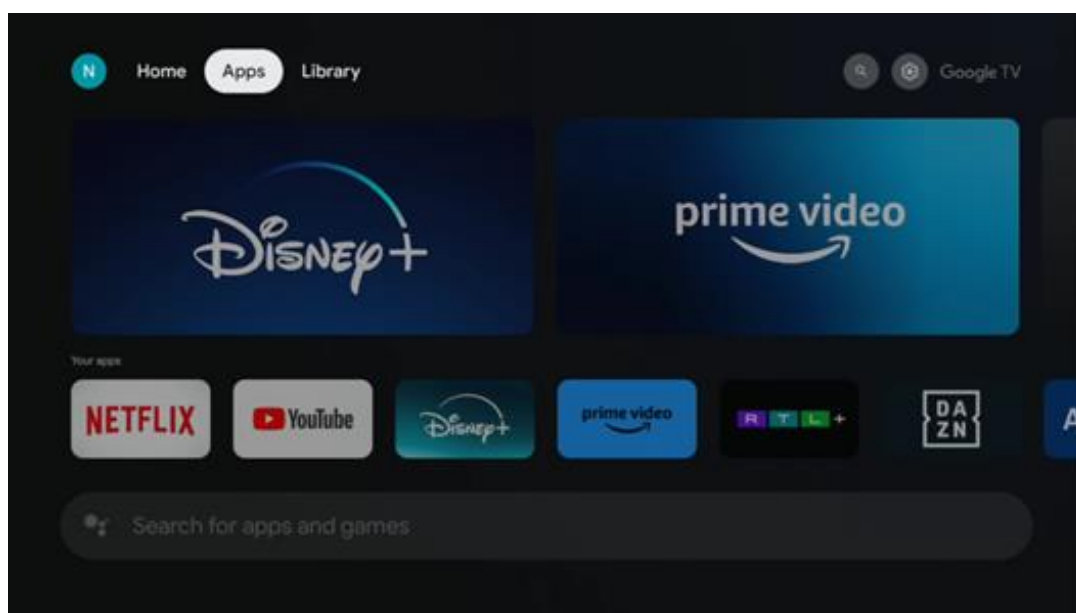 N Home Apps Library Google TV
Disney+
prime video
Your apps
NETFLIX YouTube Disney+ prime video RTL+ DAZN A
Search for apps and games